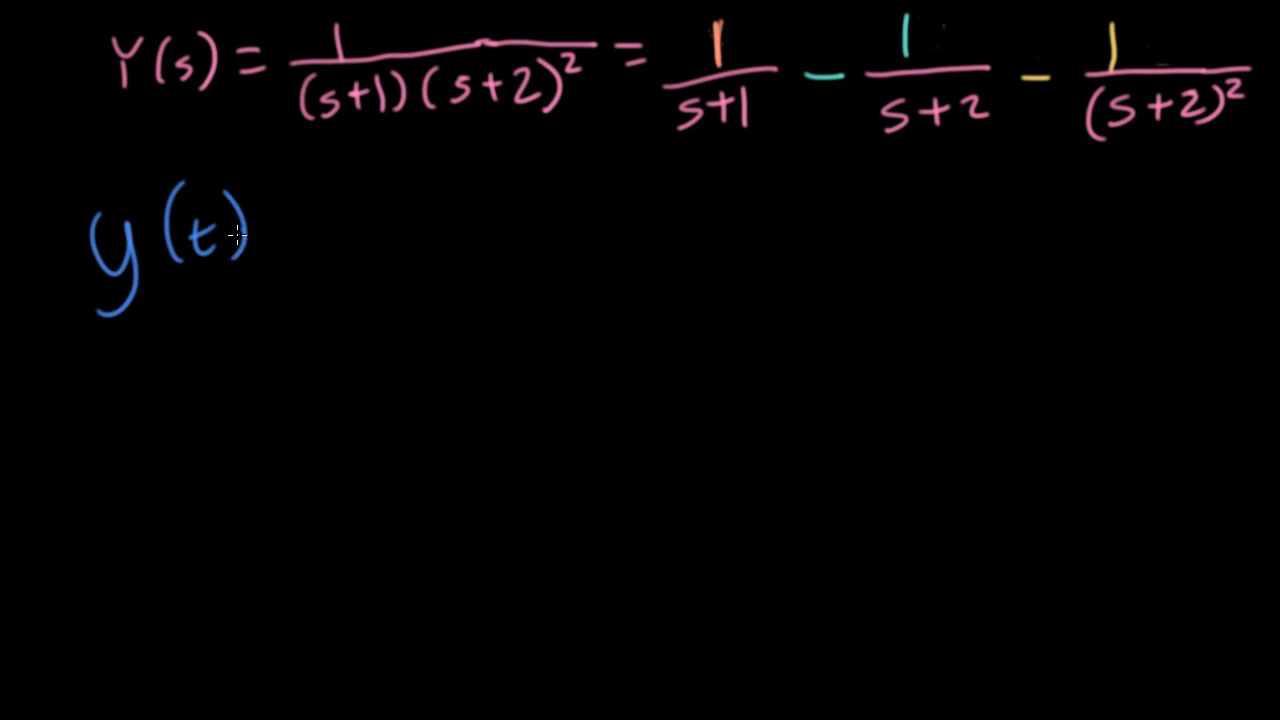 Y(s) = 1/((s+1)(s+2)²) = 1/(s+1) - 1/(s+2) - 1/(s+2)²
y(t)